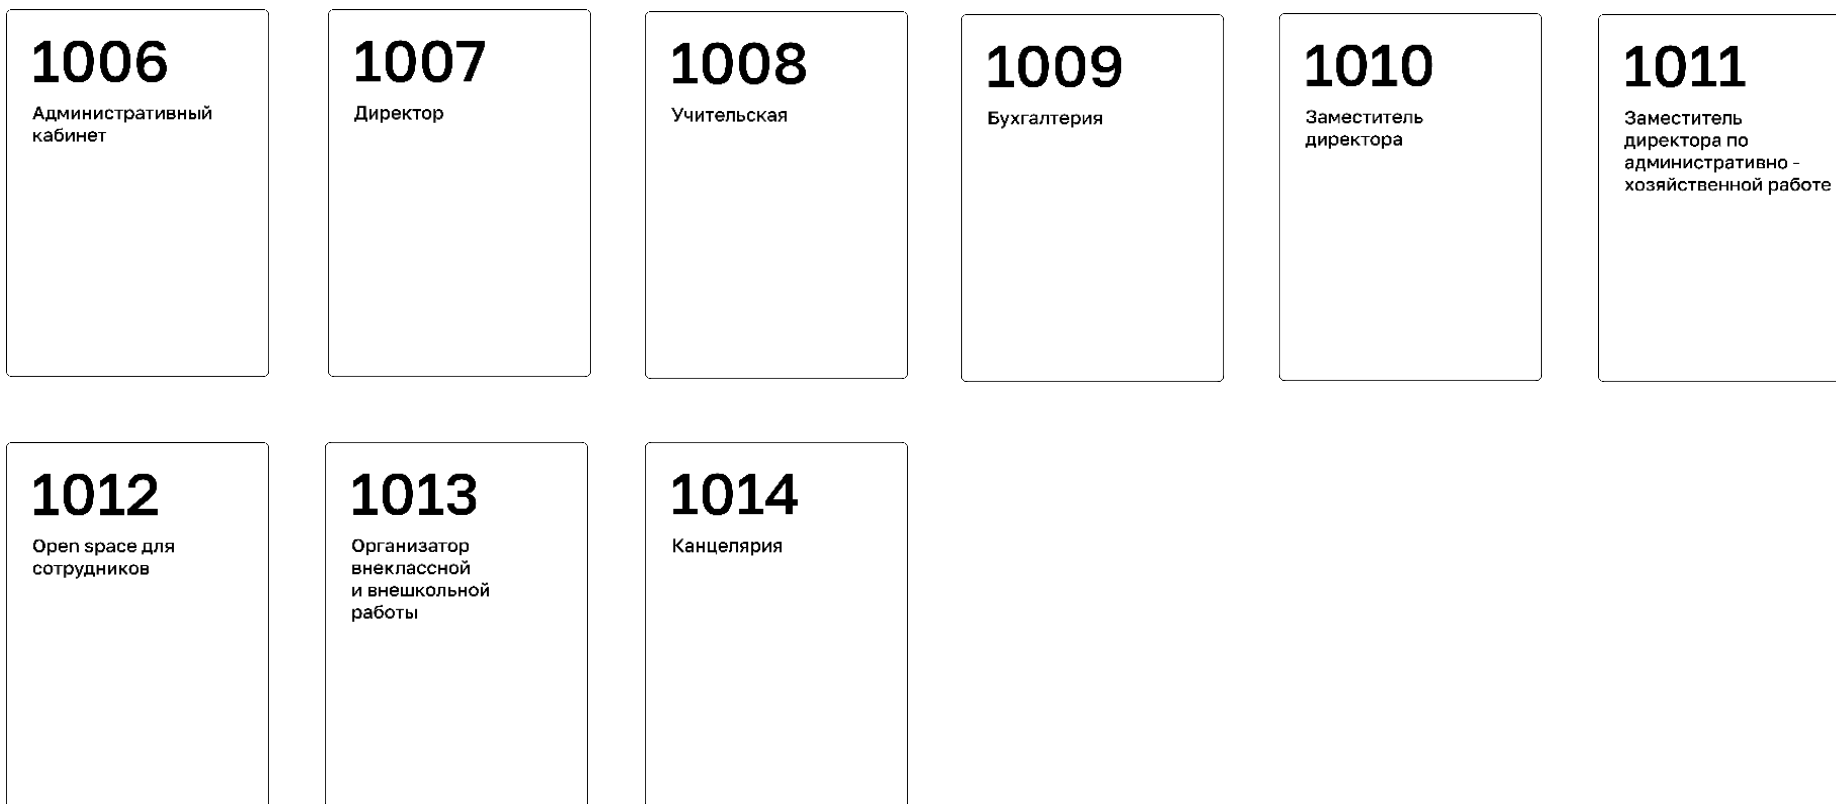 1006
Административный
кабинет
1007
Директор
1008
Учительская
1009
Бухгалтерия
1010
Заместитель
директора
1011
Заместитель
директора по
административно -
хозяйственной работе
1012
Open space для
сотрудников
1013
Организатор
внеклассной
и внешкольной
работы
1014
Канцелярия